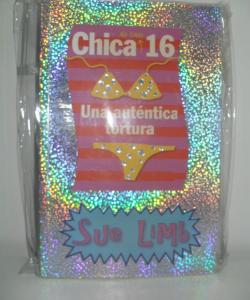 Chica 16
Una auténtica
tortura
Sue Limb